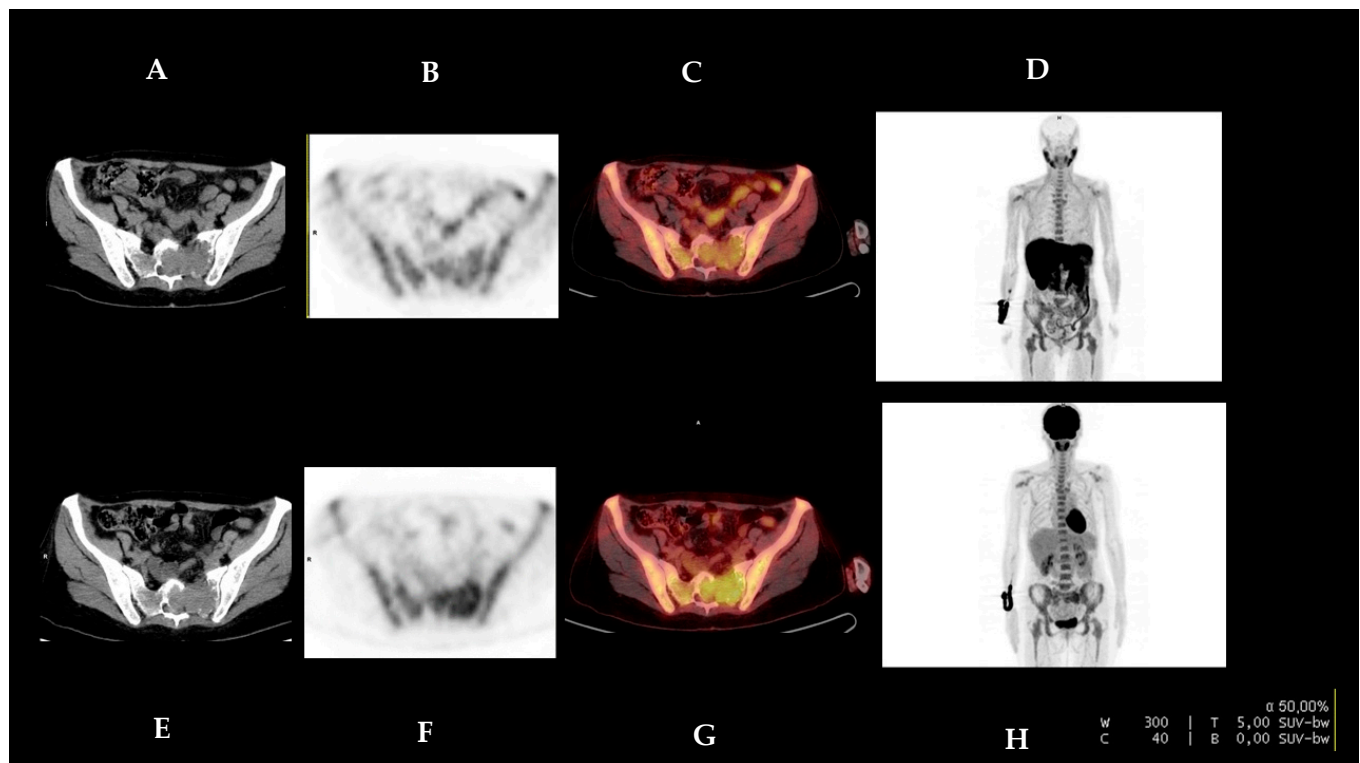 A B C D
R
A
R
R
E F G H
α 50,00%
W 300 | T 5,00 SUV-bw
C 40 | B 0,00 SUV-bw